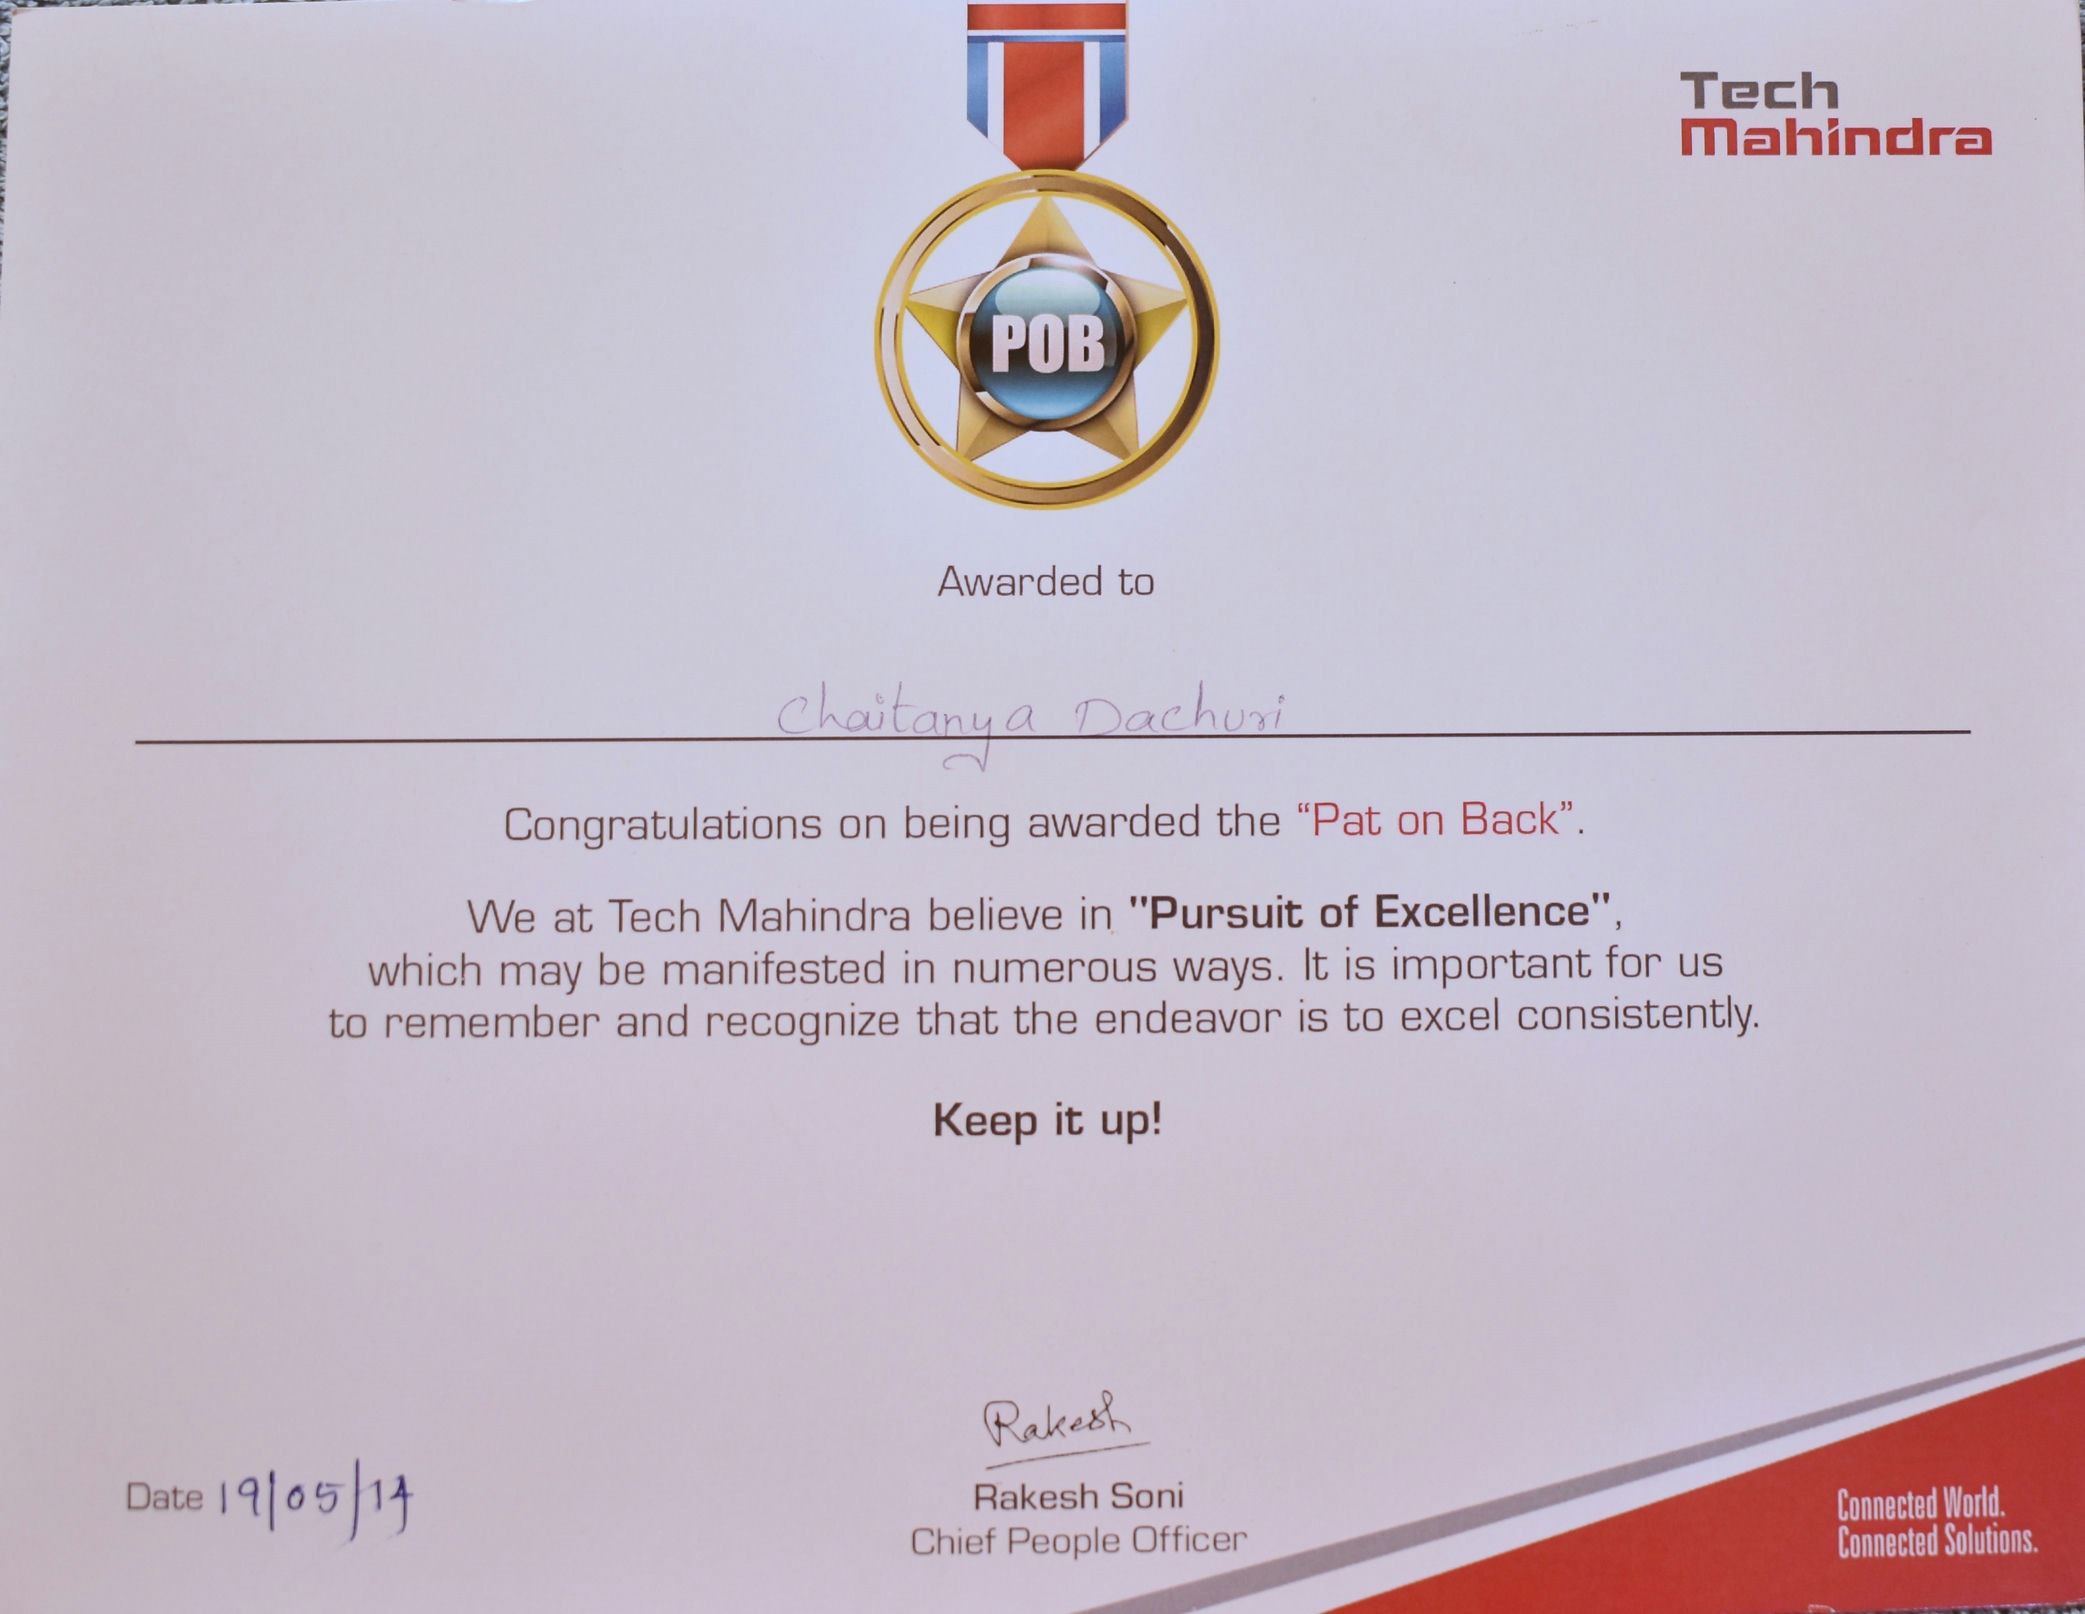 Tech
Mahindra
POB
Awarded to
Chaitanya Dachuri
Congratulations on being awarded the “Pat on Back”.
We at Tech Mahindra believe in "Pursuit of Excellence",
which may be manifested in numerous ways. It is important for us
to remember and recognize that the endeavor is to excel consistently.
Keep it up!
Rakesh
Date 19/05/14
Rakesh Soni
Chief People Officer
Connected World.
Connected Solutions.